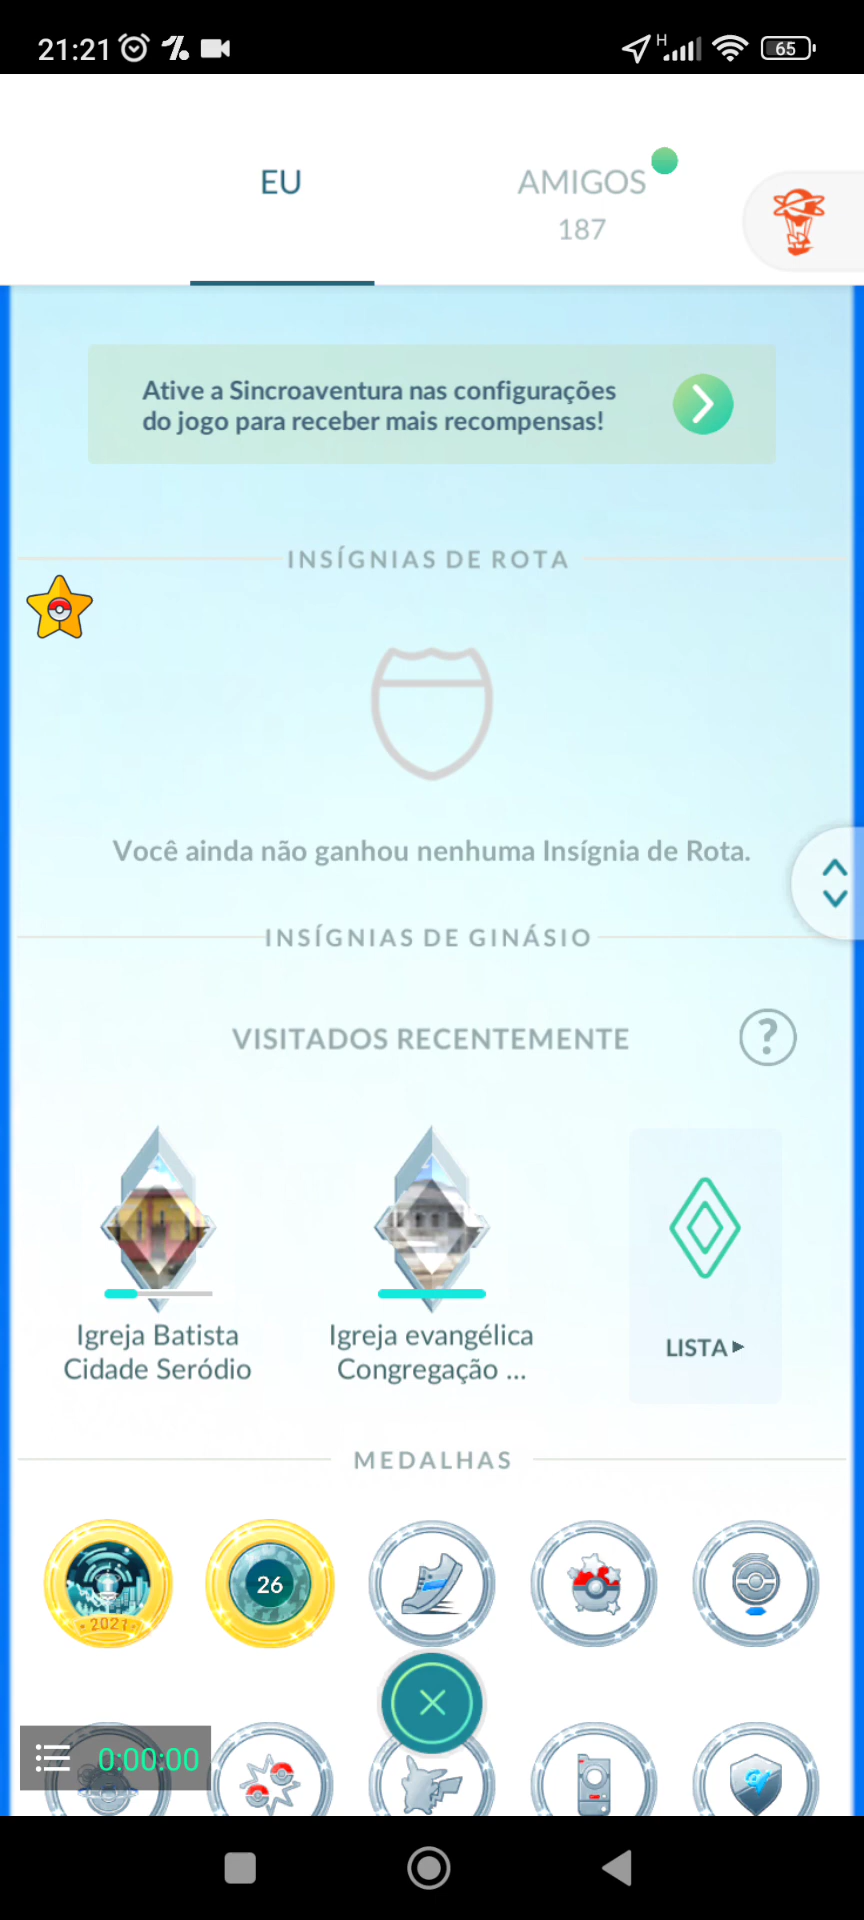 21:21
H
65
EU
AMIGOS
187
Ative a Sincroaventura nas configurações
do jogo para receber mais recompensas!
INSÍGNIAS DE ROTA
Você ainda não ganhou nenhuma Insígnia de Rota.
INSÍGNIAS DE GINÁSIO
VISITADOS RECENTEMENTE
?
Igreja Batista
Cidade Seródio
Igreja evangélica
Congregação ...
LISTA
MEDALHAS
2021
26
0:00:00